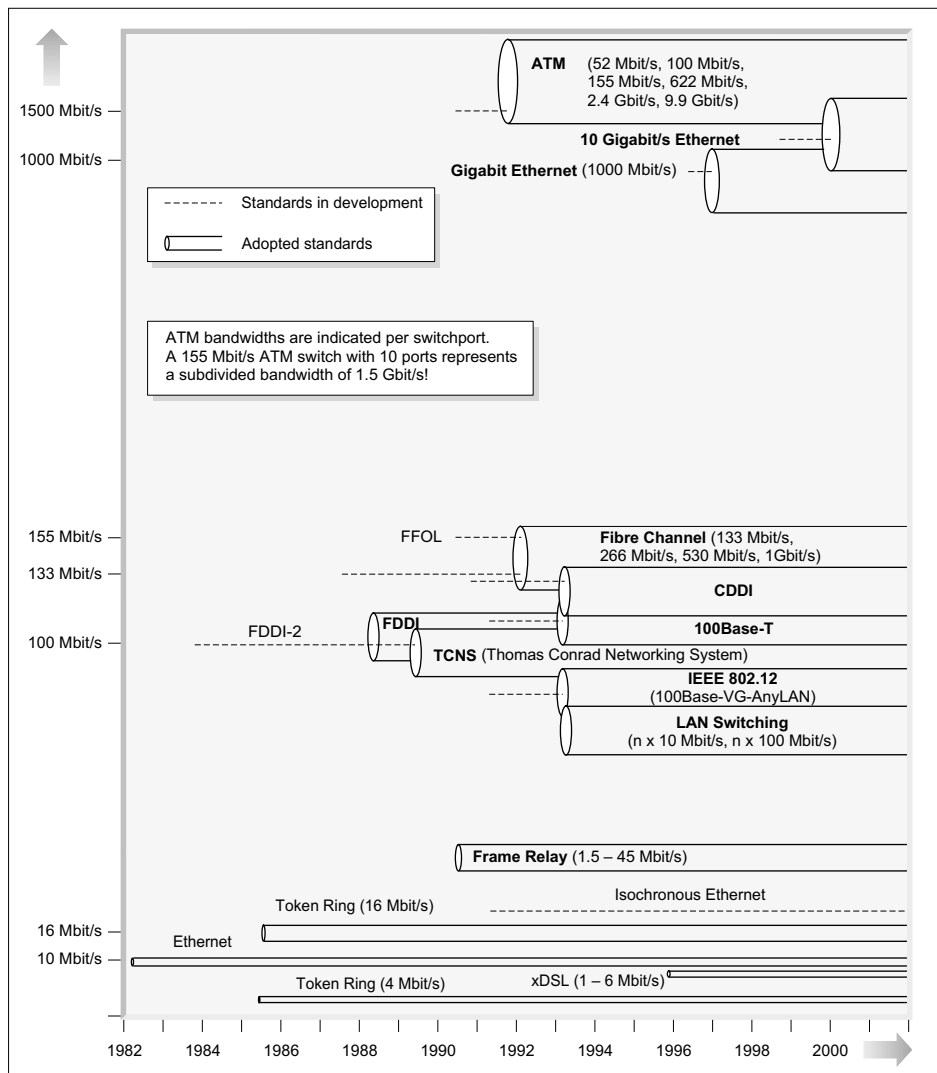 ATM (52 Mbit/s, 100 Mbit/s,
155 Mbit/s, 622 Mbit/s,
2.4 Gbit/s, 9.9 Gbit/s)
1500 Mbit/s
10 Gigabit/s Ethernet
1000 Mbit/s
Gigabit Ethernet (1000 Mbit/s)
Standards in development
Adopted standards
ATM bandwidths are indicated per switchport.
A 155 Mbit/s ATM switch with 10 ports represents
a subdivided bandwidth of 1.5 Gbit/s!
155 Mbit/s
FFOL
Fibre Channel (133 Mbit/s,
266 Mbit/s, 530 Mbit/s, 1Gbit/s)
133 Mbit/s
CDDI
FDDI-2
FDDI
100Base-T
100 Mbit/s
TCNS (Thomas Conrad Networking System)
IEEE 802.12
(100Base-VG-AnyLAN)
LAN Switching
(n x 10 Mbit/s, n x 100 Mbit/s)
Frame Relay (1.5 – 45 Mbit/s)
Isochronous Ethernet
Token Ring (16 Mbit/s)
16 Mbit/s
Ethernet
10 Mbit/s
xDSL (1 – 6 Mbit/s)
Token Ring (4 Mbit/s)
1982 1984 1986 1988 1990 1992 1994 1996 1998 2000